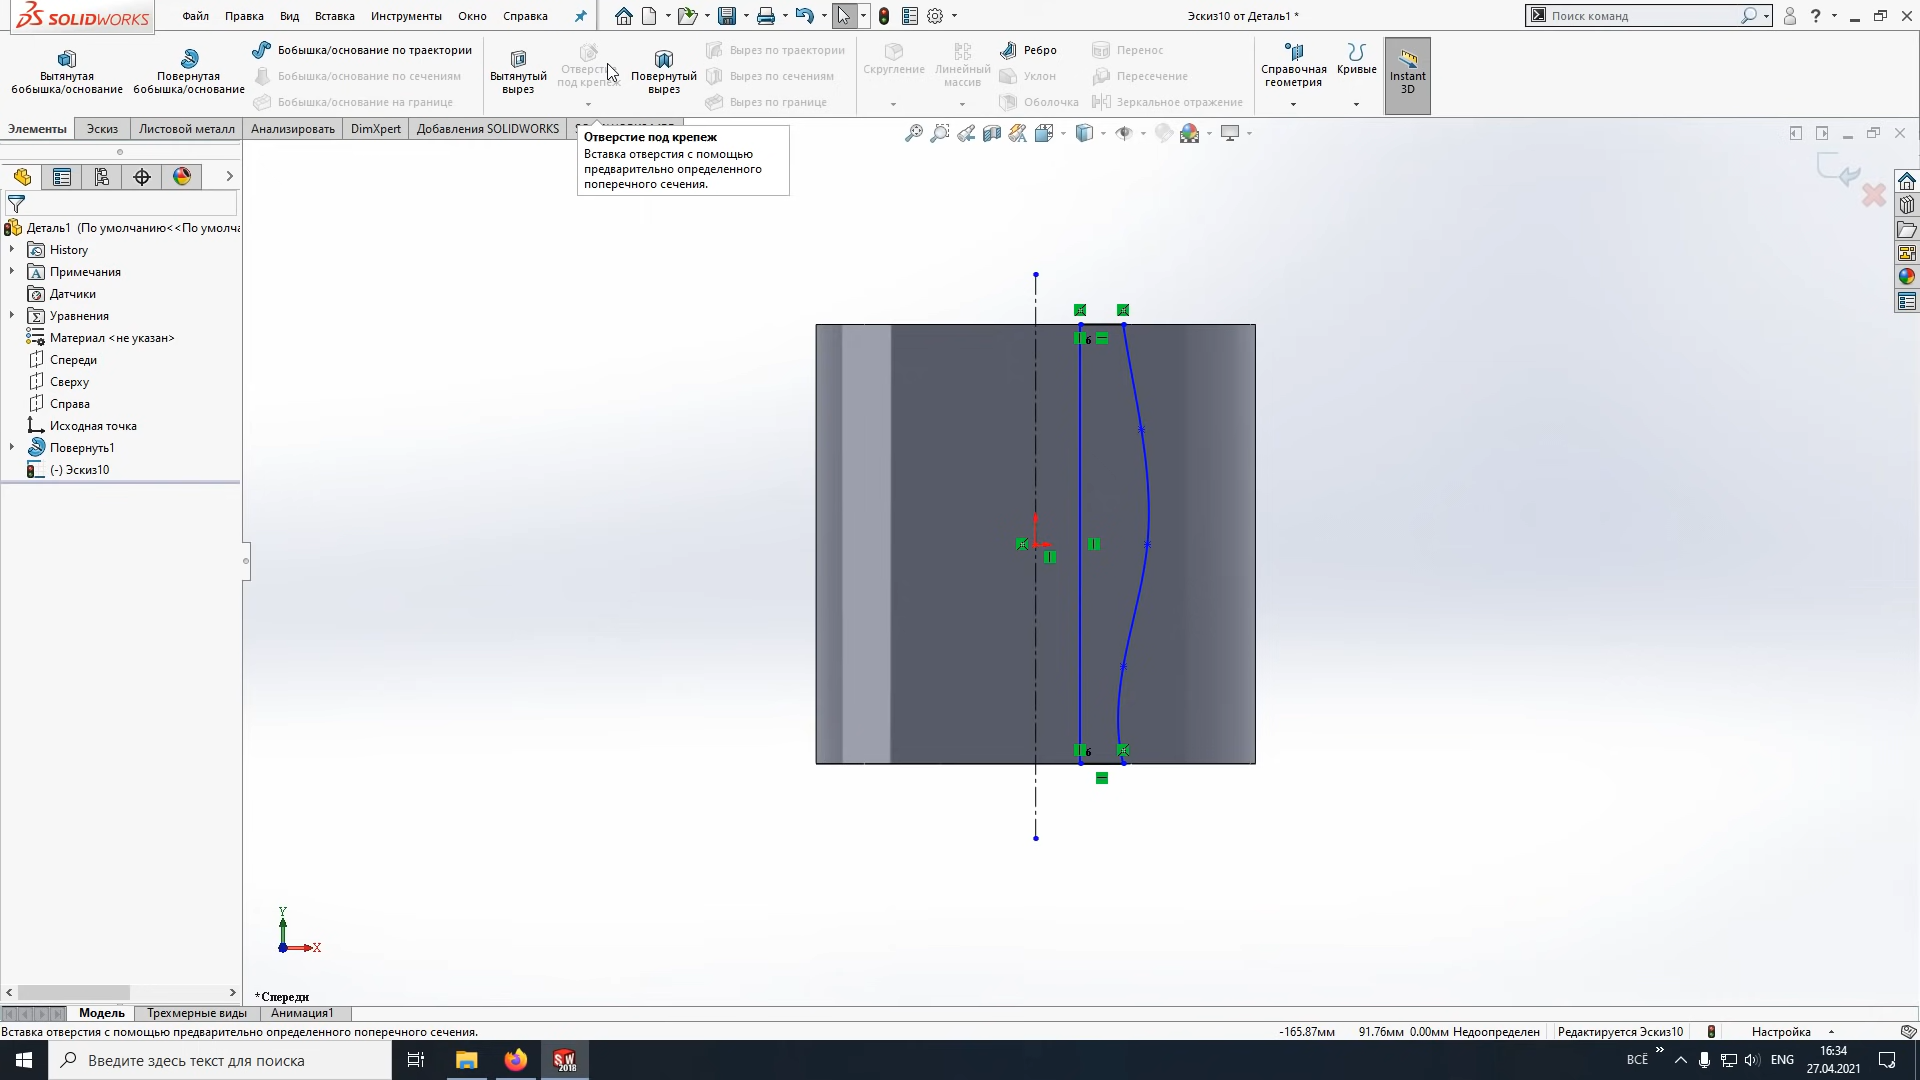 SOLIDWORKS
Файл
Правка
Вид
Вставка
Инструменты
Окно
Справка
Эскиз10 от Деталь1 *
Поиск команд
?
Вытянутая
бобышка/основание
Повернутая
бобышка/основание
Бобышка/основание по траектории
Бобышка/основание по сечениям
Бобышка/основание на границе
Вытянутый
вырез
под крепеж
Повернутый
вырез
Вырез по траектории
Вырез по сечениям
Вырез по границе
Скругление
Линейный
массив
Ребро
Уклон
Оболочка
Перенос
Пересечение
Зеркальное отражение
Справочная
геометрия
Кривые
Instant
3D
Элементы
Эскиз
Листовой металл
Анализировать
DimXpert
Добавления SOLIDWORKS
Отверстие под крепеж
Вставка отверстия с помощью
предварительно определенного
поперечного сечения.
Деталь1 (По умолчанию<<По умолча
History
Примечания
Датчики
Уравнения
Материал <не указан>
Спереди
Сверху
Справа
Исходная точка
Повернуть1
(-) Эскиз10
6
6
Y
X
*Спереди
Модель
Трехмерные виды
Анимация1
Вставка отверстия с помощью предварительно определенного поперечного сечения.
-165.87мм
91.76мм
0.00мм
Недоопределен
Редактируется Эскиз10
Настройка
Введите здесь текст для поиска
SW
2018
ВСЁ
»
ENG
16:34
27.04.2021